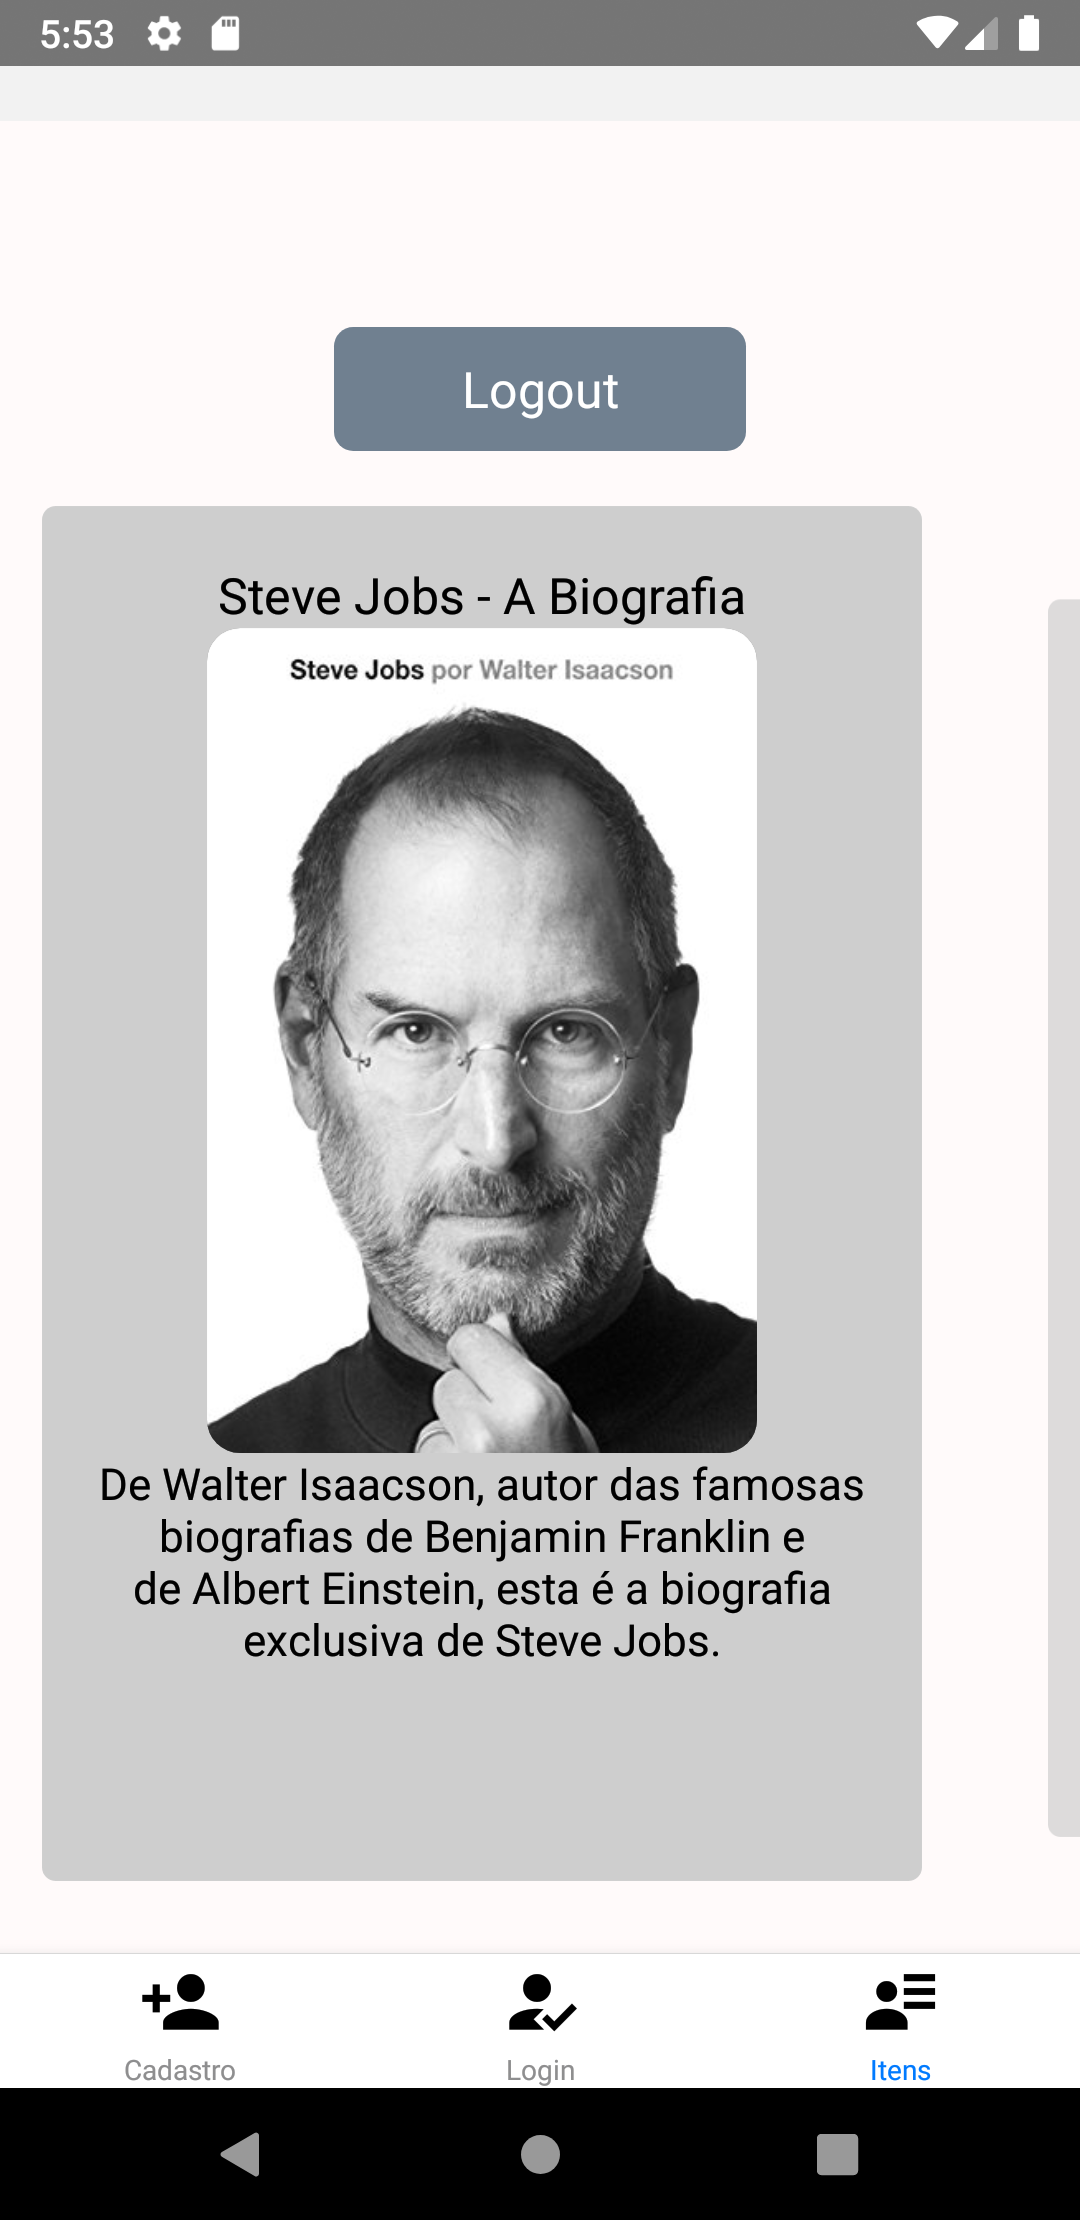 5:53
Logout
Steve Jobs - A Biografia
Steve Jobs por Walter Isaacson
De Walter Isaacson, autor das famosas
biografias de Benjamin Franklin e
de Albert Einstein, esta é a biografia
exclusiva de Steve Jobs.
Cadastro
Login
Itens